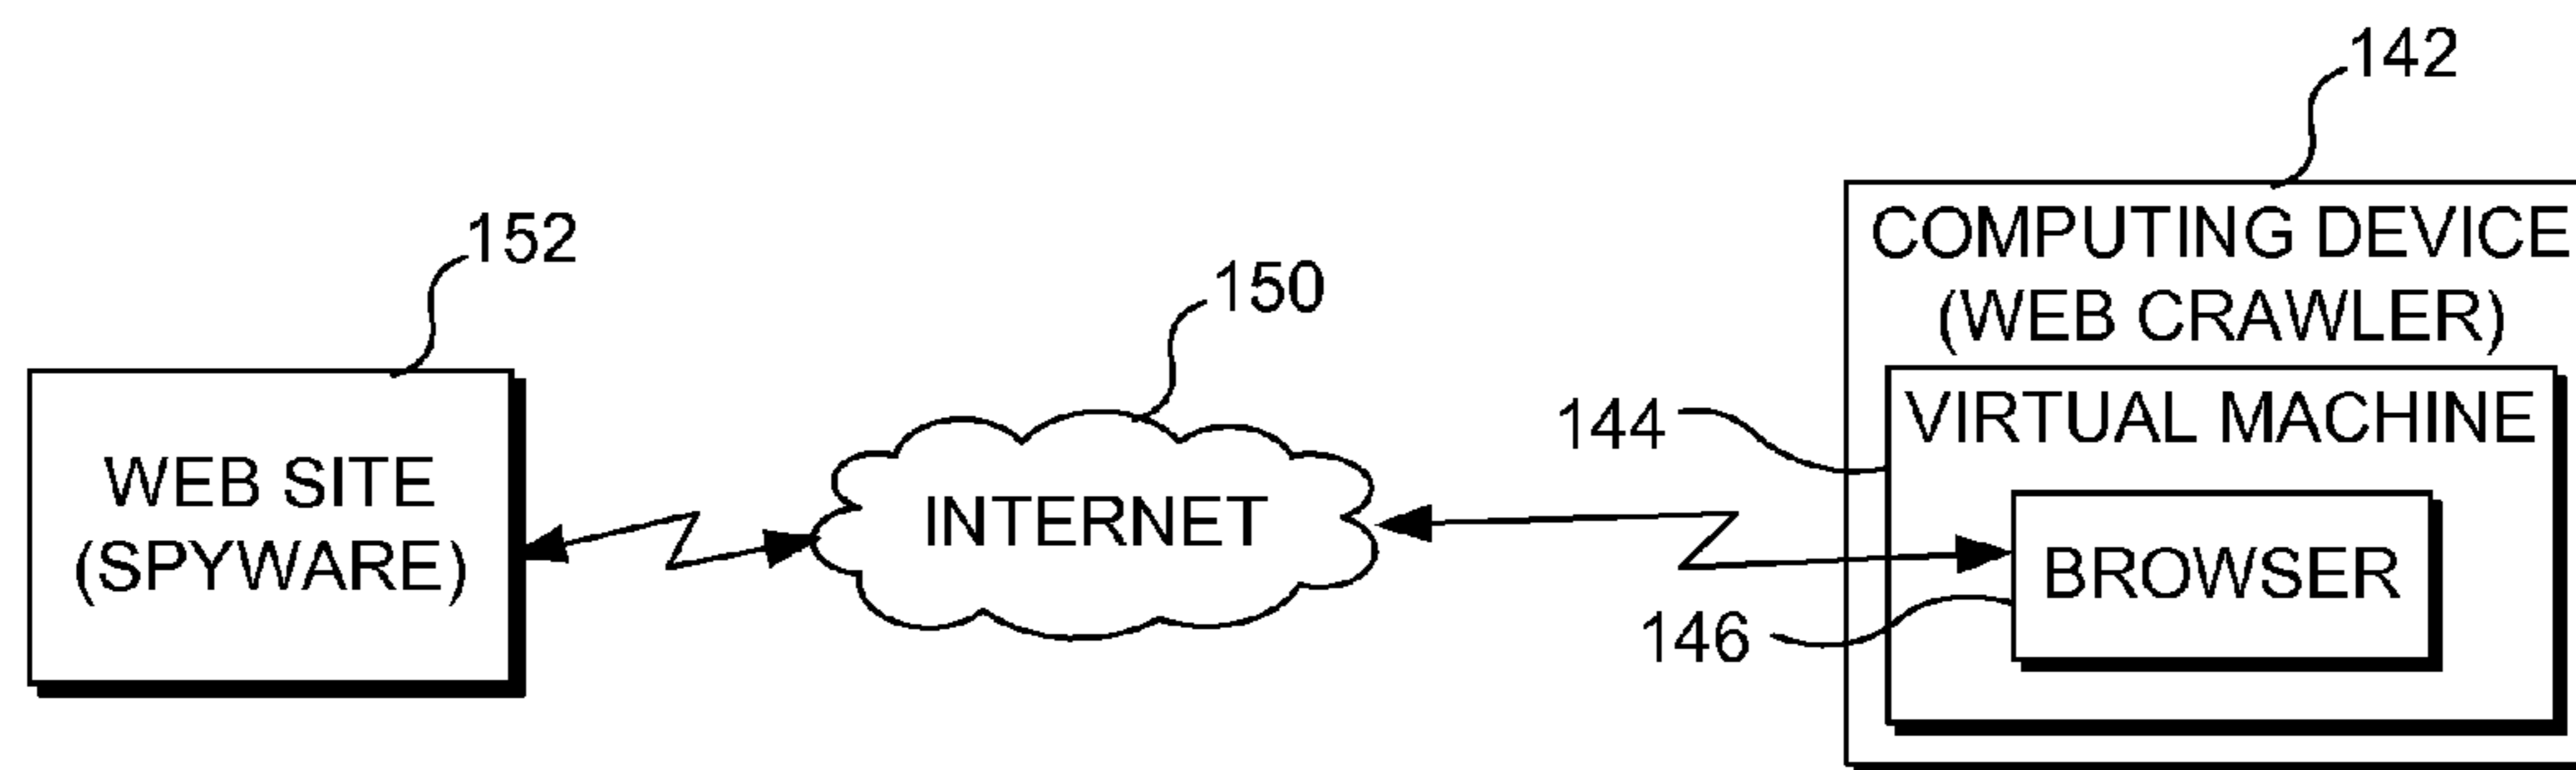 142
COMPUTING DEVICE
(WEB CRAWLER)
152
150
144
VIRTUAL MACHINE
WEB SITE
(SPYWARE)
INTERNET
BROWSER
146